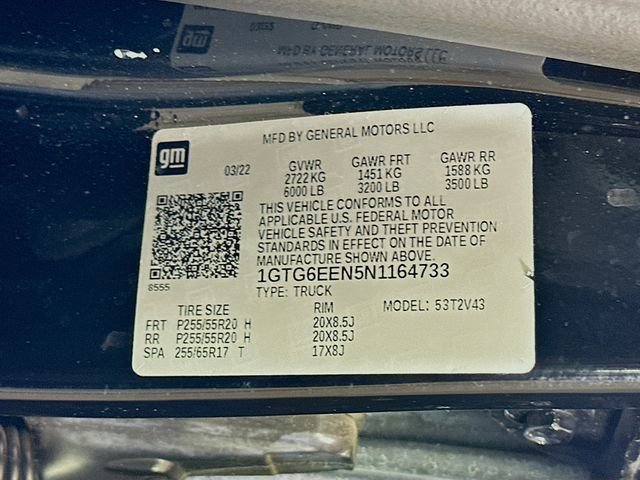 MFD BY GENERAL MOTORS LLC
gm
03/22
GVWR GAWR FRT GAWR RR
2722 KG 1451 KG 1588 KG
6000 LB 3200 LB 3500 LB
THIS VEHICLE CONFORMS TO ALL
APPLICABLE U.S. FEDERAL MOTOR
VEHICLE SAFETY AND THEFT PREVENTION
STANDARDS IN EFFECT ON THE DATE OF
MANUFACTURE SHOWN ABOVE.
1GTG6EEN5N1164733
8555
TYPE: TRUCK
TIRE SIZE RIM MODEL: 53T2V43
FRT P255/55R20 H 20X8.5J
RR P255/55R20 H 20X8.5J
SPA 255/65R17 T 17X8J